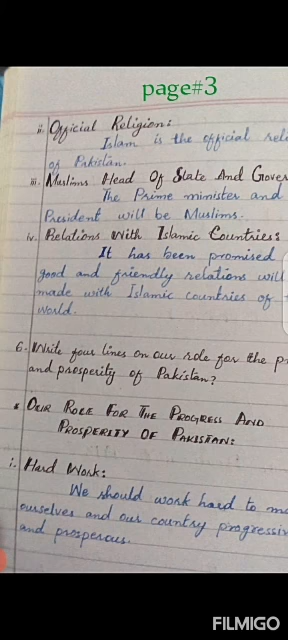 page#3
ii. Official Religion:
Islam is the official
of Pakistan.
iii. Muslims Head Of State And
The Prime minister and
President will be Muslims.
iv. Relations With Islamic Countries:
It has been promised
good and friendly relations will
made with Islamic countries of
world.
6. Write four lines on our role for the
and prosperity of Pakistan?
OUR ROLE FOR THE PROGRESS AND
PROSPERITY OF PAKISTAN:
i. Hard Work:
We should work hard to
ourselves and our country
and prosperous.
FILMIGO